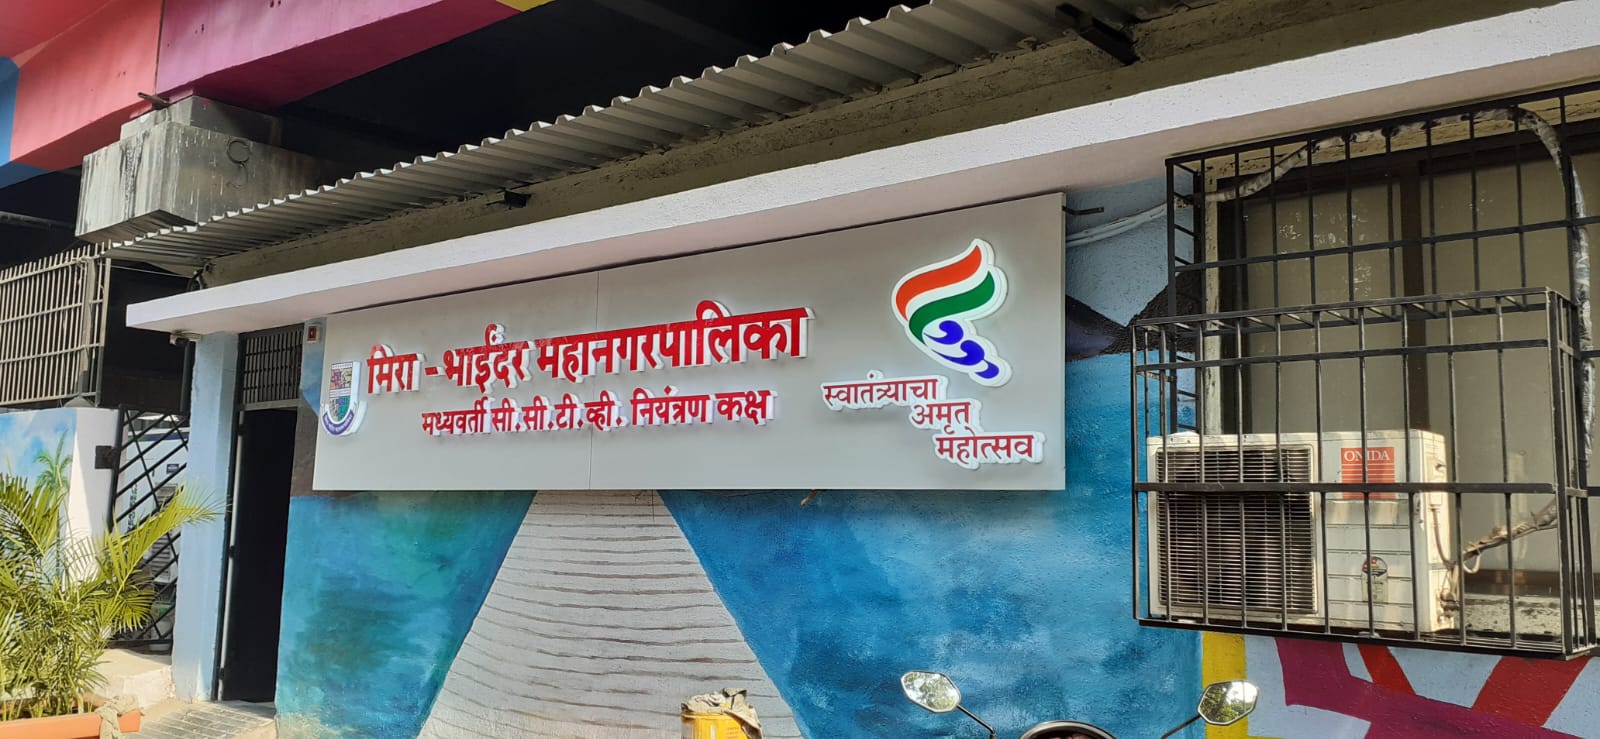 मिरा - भाईंदर महानगरपालिका
मध्यवर्ती सी.सी.टी.व्ही. नियंत्रण कक्ष
स्वातंत्र्याचा
अमृत
महोत्सव
ONIDA